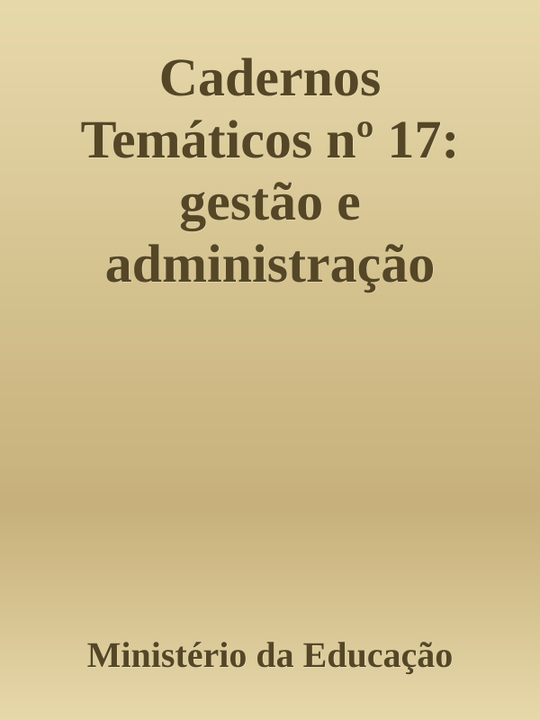 Cadernos
Temáticos nº 17:
gestão e
administração
Ministério da Educação